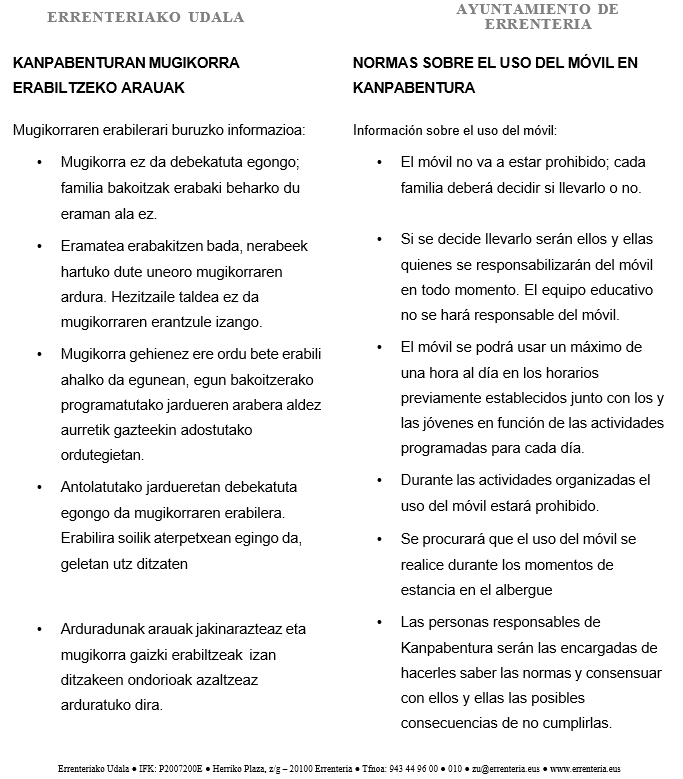 ERRENTERIAKO UDALA
AYUNTAMIENTO DE
ERRENTERIA
KANPABENTURAN MUGIKORRA
ERABILTZEKO ARAUAK
Mugikorraren erabilerari buruzko informazioa:
• Mugikorra ez da debekatuta egongo;
familia bakoitzak erabaki beharko du
eraman ala ez.
• Eramatea erabakitzen bada, nerabeek
hartuko dute uneoro mugikorraren
ardura. Hezitzaile taldea ez da
mugikorraren erantzule izango.
• Mugikorra gehienez ere ordu bete erabili
ahalko da egunean, egun bakoitzerako
programatutako jardueren arabera aldez
aurretik gazteekin adostutako
ordutegietan.
• Antolatutako jardueretan debekatuta
egongo da mugikorraren erabilera.
Erabilira soilik aterpetxean egingo da,
geletan utz ditzaten
• Arduradunak arauak jakinarazteaz eta
mugikorra gaizki erabiltzeak izan
ditzakeen ondorioak azaltzeaz
arduratuko dira.
NORMAS SOBRE EL USO DEL MÓVIL EN
KANPABENTURA
Información sobre el uso del móvil:
• El móvil no va a estar prohibido; cada
familia deberá decidir si llevarlo o no.
• Si se decide llevarlo serán ellos y ellas
quienes se responsabilizarán del móvil
en todo momento. El equipo educativo
no se hará responsable del móvil.
• El móvil se podrá usar un máximo de
una hora al día en los horarios
previamente establecidos junto con los y
las jóvenes en función de las actividades
programadas para cada día.
• Durante las actividades organizadas el
uso del móvil estará prohibido.
• Se procurará que el uso del móvil se
realice durante los momentos de
estancia en el albergue
• Las personas responsables de
Kanpabentura serán las encargadas de
hacerles saber las normas y consensuar
con ellos y ellas las posibles
consecuencias de no cumplirlas.
Errenteriako Udala ● IFK: P2007200E ● Herriko Plaza, z/g – 20100 Errenteria ● Tfnoa: 943 44 96 00 ● 010 ● zu@errenteria.eus ● www.errenteria.eus